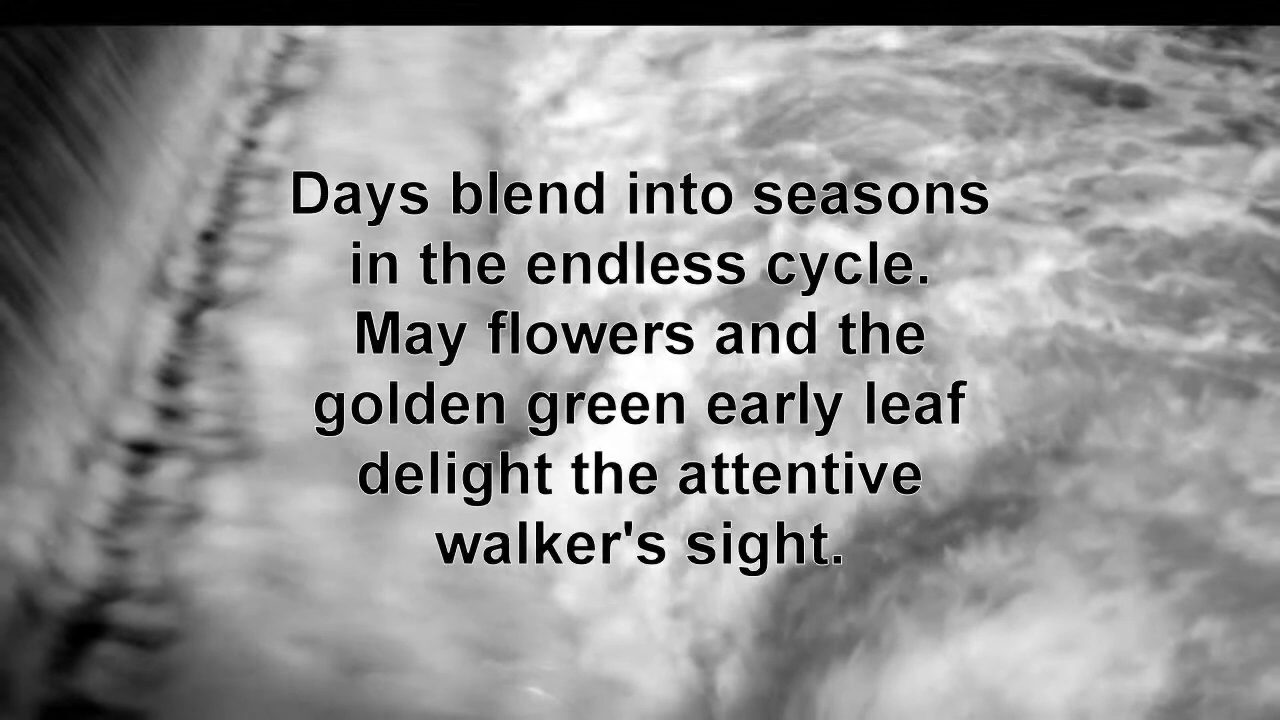 Days blend into seasons
in the endless cycle.
May flowers and the
golden green early leaf
delight the attentive
walker's sight.